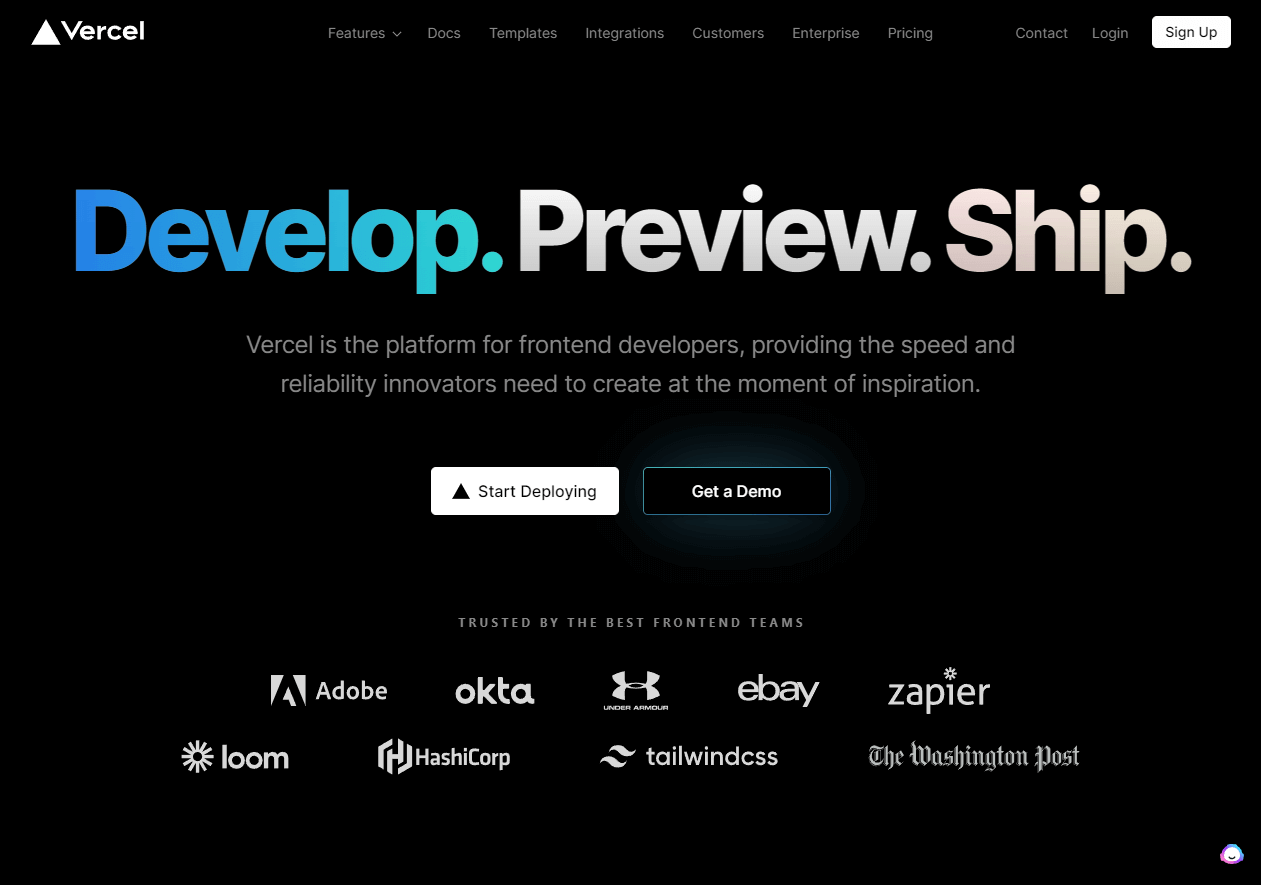 Vercel
Features Docs Templates Integrations Customers Enterprise Pricing Contact Login Sign Up
Develop. Preview. Ship.
Vercel is the platform for frontend developers, providing the speed and
reliability innovators need to create at the moment of inspiration.
Start Deploying Get a Demo
TRUSTED BY THE BEST FRONTEND TEAMS
Adobe okta UNDER ARMOUR ebay zapier
loom HashiCorp tailwindcss The Washington Post